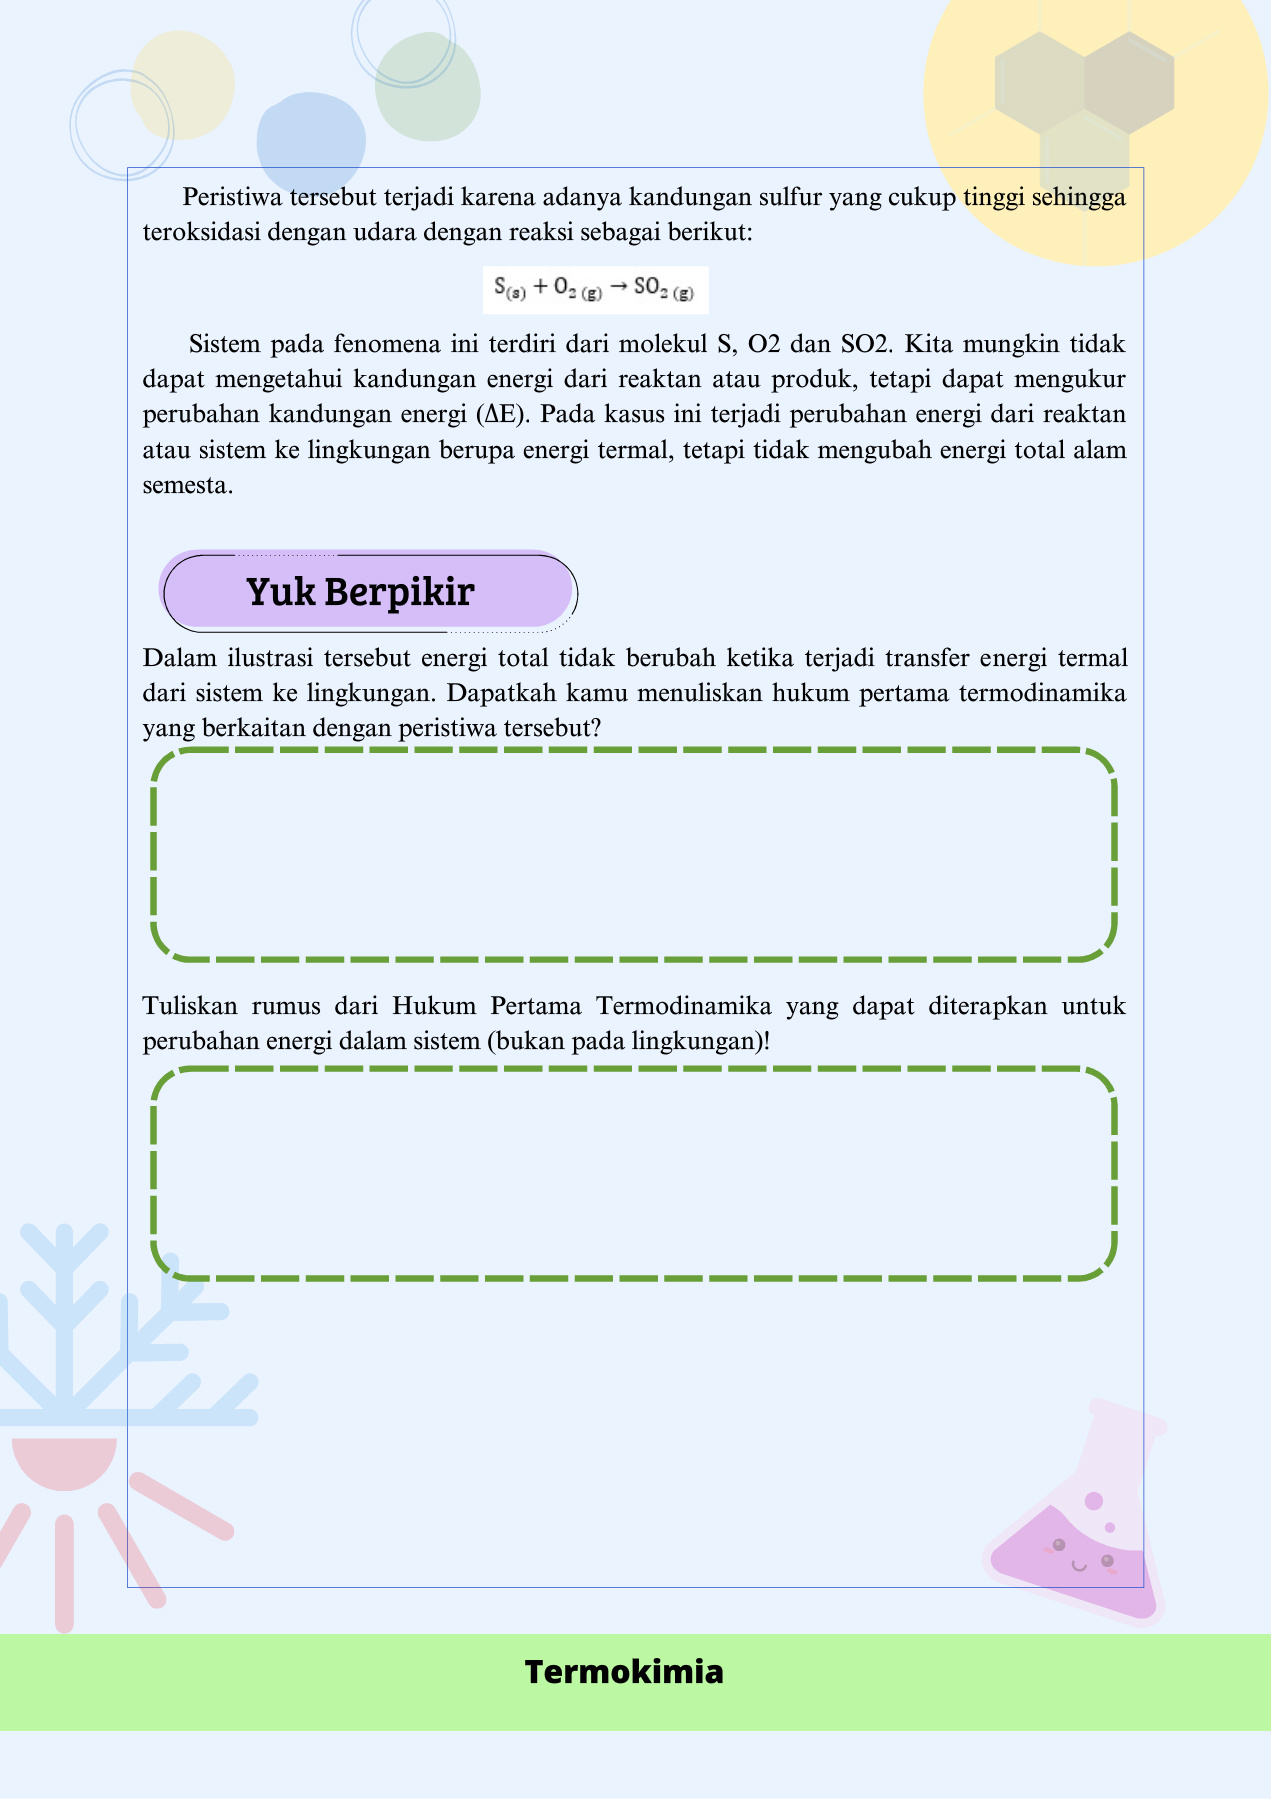 Peristiwa tersebut terjadi karena adanya kandungan sulfur yang cukup tinggi sehingga
teroksidasi dengan udara dengan reaksi sebagai berikut:
S(s) + O2 (g) → SO2 (g)
Sistem pada fenomena ini terdiri dari molekul S, O2 dan SO2. Kita mungkin tidak
dapat mengetahui kandungan energi dari reaktan atau produk, tetapi dapat mengukur
perubahan kandungan energi (ΔE). Pada kasus ini terjadi perubahan energi dari reaktan
atau sistem ke lingkungan berupa energi termal, tetapi tidak mengubah energi total alam
semesta.
Yuk Berpikir
Dalam ilustrasi tersebut energi total tidak berubah ketika terjadi transfer energi termal
dari sistem ke lingkungan. Dapatkah kamu menuliskan hukum pertama termodinamika
yang berkaitan dengan peristiwa tersebut?
Tuliskan rumus dari Hukum Pertama Termodinamika yang dapat diterapkan untuk
perubahan energi dalam sistem (bukan pada lingkungan)!
Termokimia